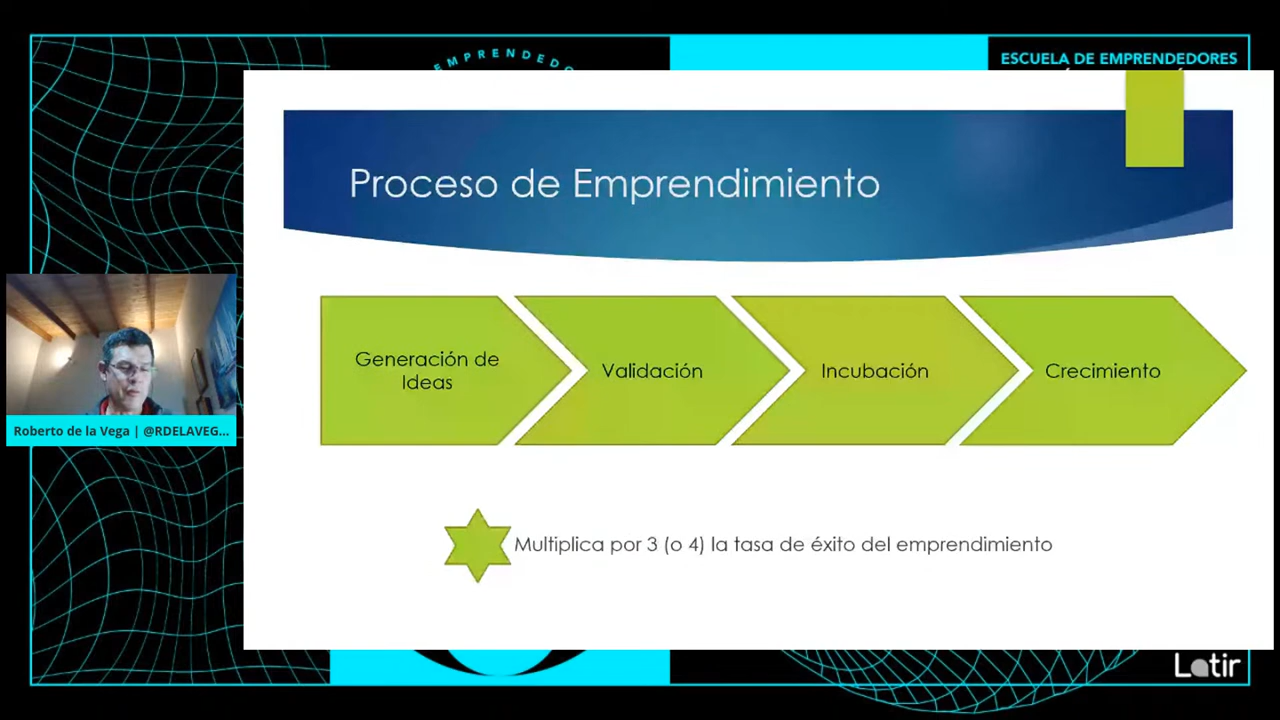 EMPRENDEDO
ESCUELA DE EMPRENDEDORES
Proceso de Emprendimiento
Generación de
Ideas
Validación
Incubación
Crecimiento
Multiplica por 3 (o 4) la tasa de éxito del emprendimiento
Roberto de la Vega | @RDELAVEG...
Latir